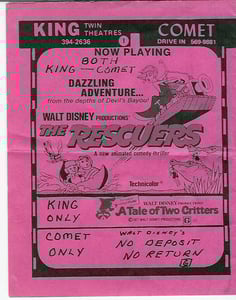 KING TWIN THEATRES COMET
394-2636 DRIVE IN 569-9881
NOW PLAYING
BOTH
KING — COMET
DAZZLING
ADVENTURE...
from the depths of Devil's Bayou!
WALT DISNEY PRODUCTIONS'
THE RESCUERS
A new animated comedy-thriller
Technicolor
KING
ONLY
WALT DISNEY PRODUCTIONS
A Tale of Two Critters
G
COMET
ONLY
WALT DISNEY'S
NO DEPOSIT
NO RETURN
G